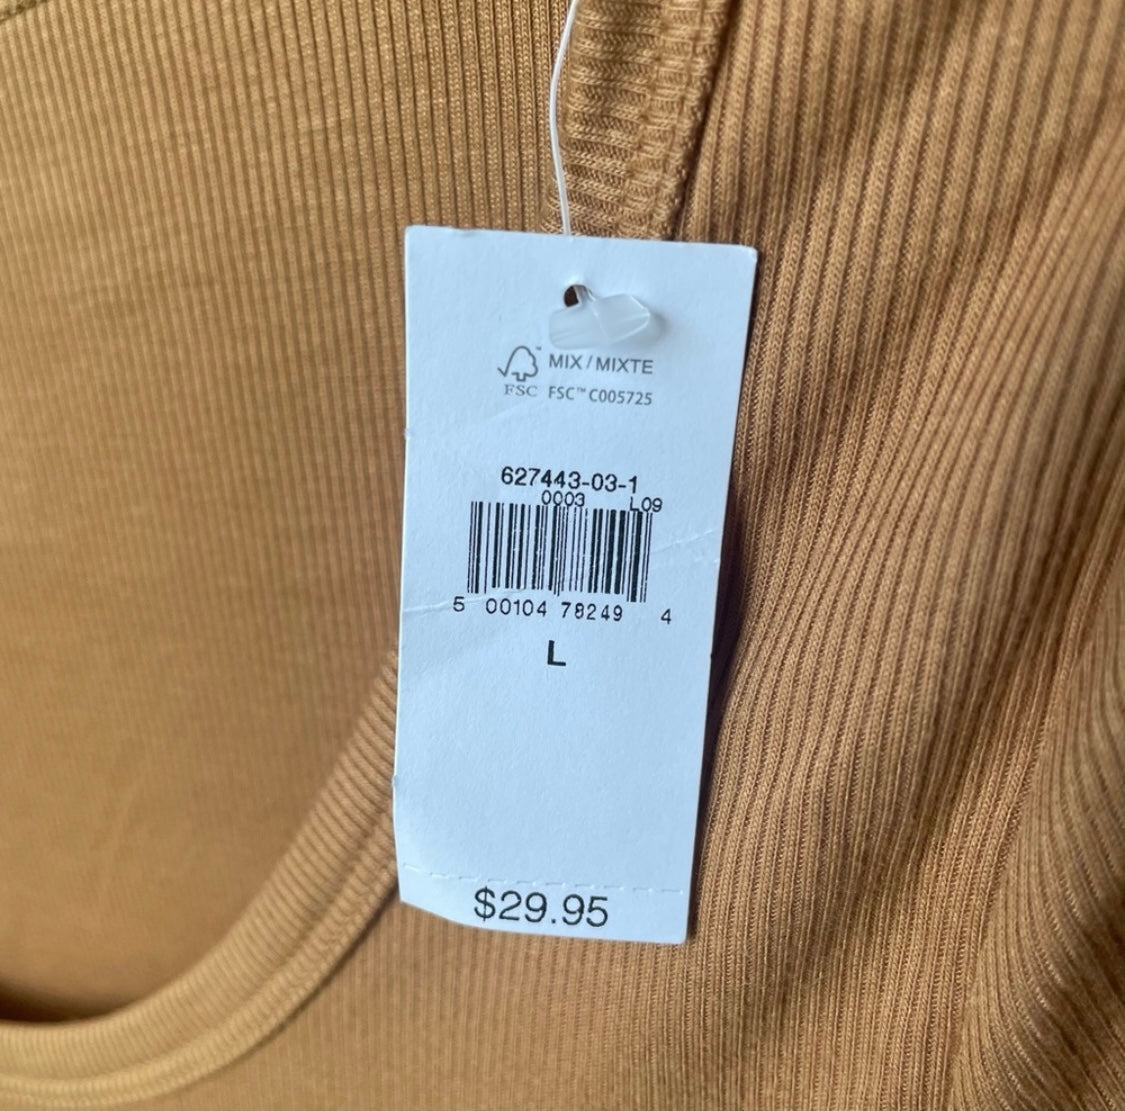 MIX / MIXTE
FSC FSC™ C005725
627443-03-1
0003 L09
5 00104 78249 4
L
$29.95